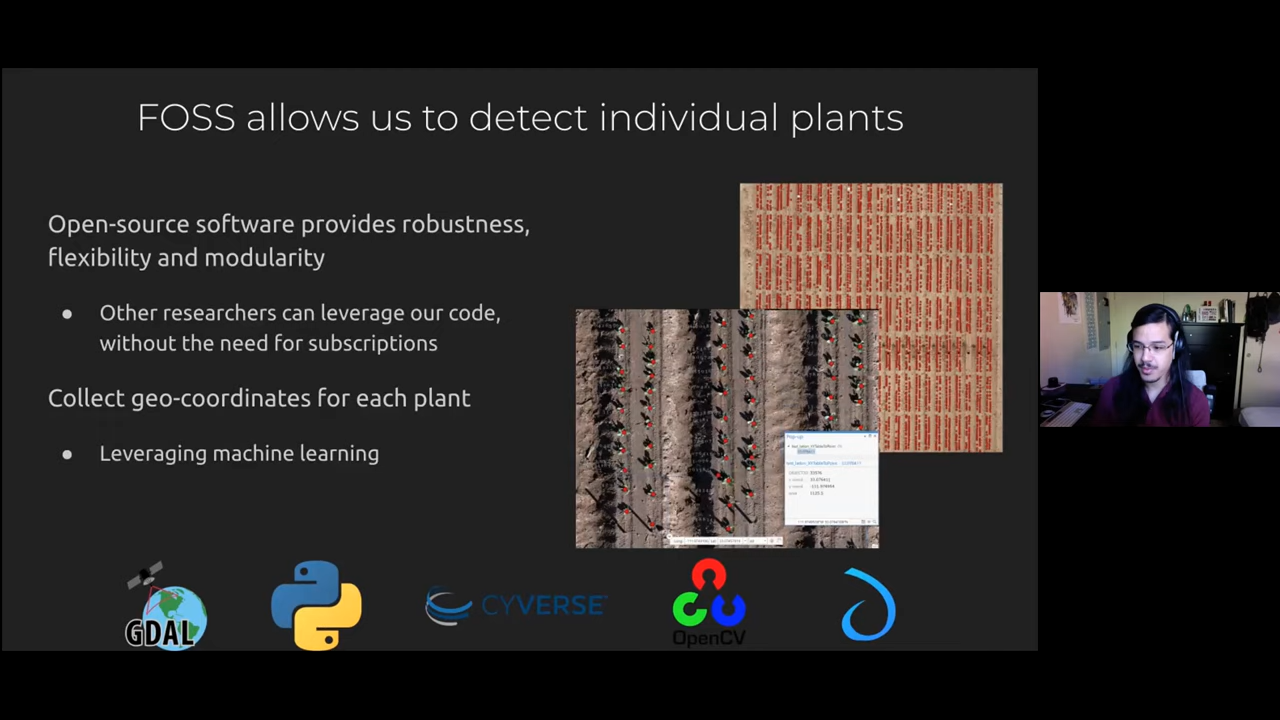 FOSS allows us to detect individual plants
Open-source software provides robustness,
flexibility and modularity
● Other researchers can leverage our code,
without the need for subscriptions
Collect geo-coordinates for each plant
● Leveraging machine learning
Pop-up
GDAL
CYVERSE
OpenCV